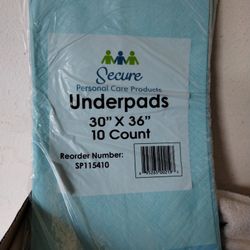 Secure
Personal Care Products
Underpads
30" X 36"
10 Count
Reorder Number:
SP115410